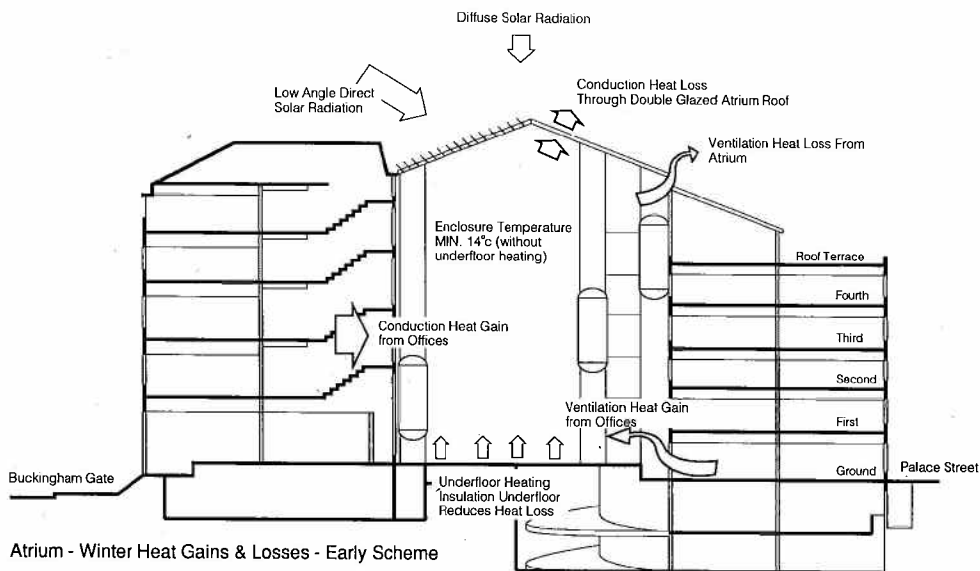 Diffuse Solar Radiation
Low Angle Direct
Solar Radiation
Conduction Heat Loss
Through Double Glazed Atrium Roof
Ventilation Heat Loss From
Atrium
Enclosure Temperature
MIN. 14°c (without
underfloor heating)
Roof Terrace
Fourth
Third
Second
First
Ground
Conduction Heat Gain
from Offices
Ventilation Heat Gain
from Offices
Buckingham Gate
Palace Street
Underfloor Heating
Insulation Underfloor
Reduces Heat Loss
Atrium - Winter Heat Gains & Losses - Early Scheme